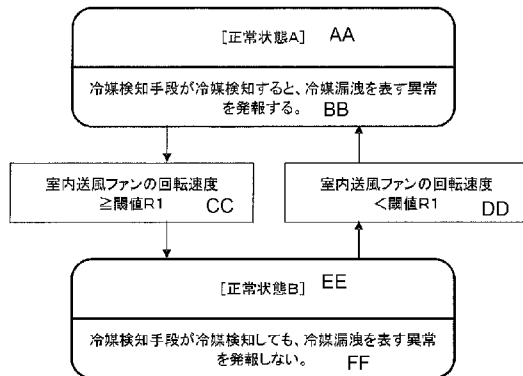 [正常状態A] AA
冷媒検知手段が冷媒検知すると、冷媒漏洩を表す異常
を発報する。 BB
室内送風ファンの回転速度
≧閾値R1 CC
室内送風ファンの回転速度
<閾値R1 DD
[正常状態B] EE
冷媒検知手段が冷媒検知しても、冷媒漏洩を表す異常
を発報しない。 FF